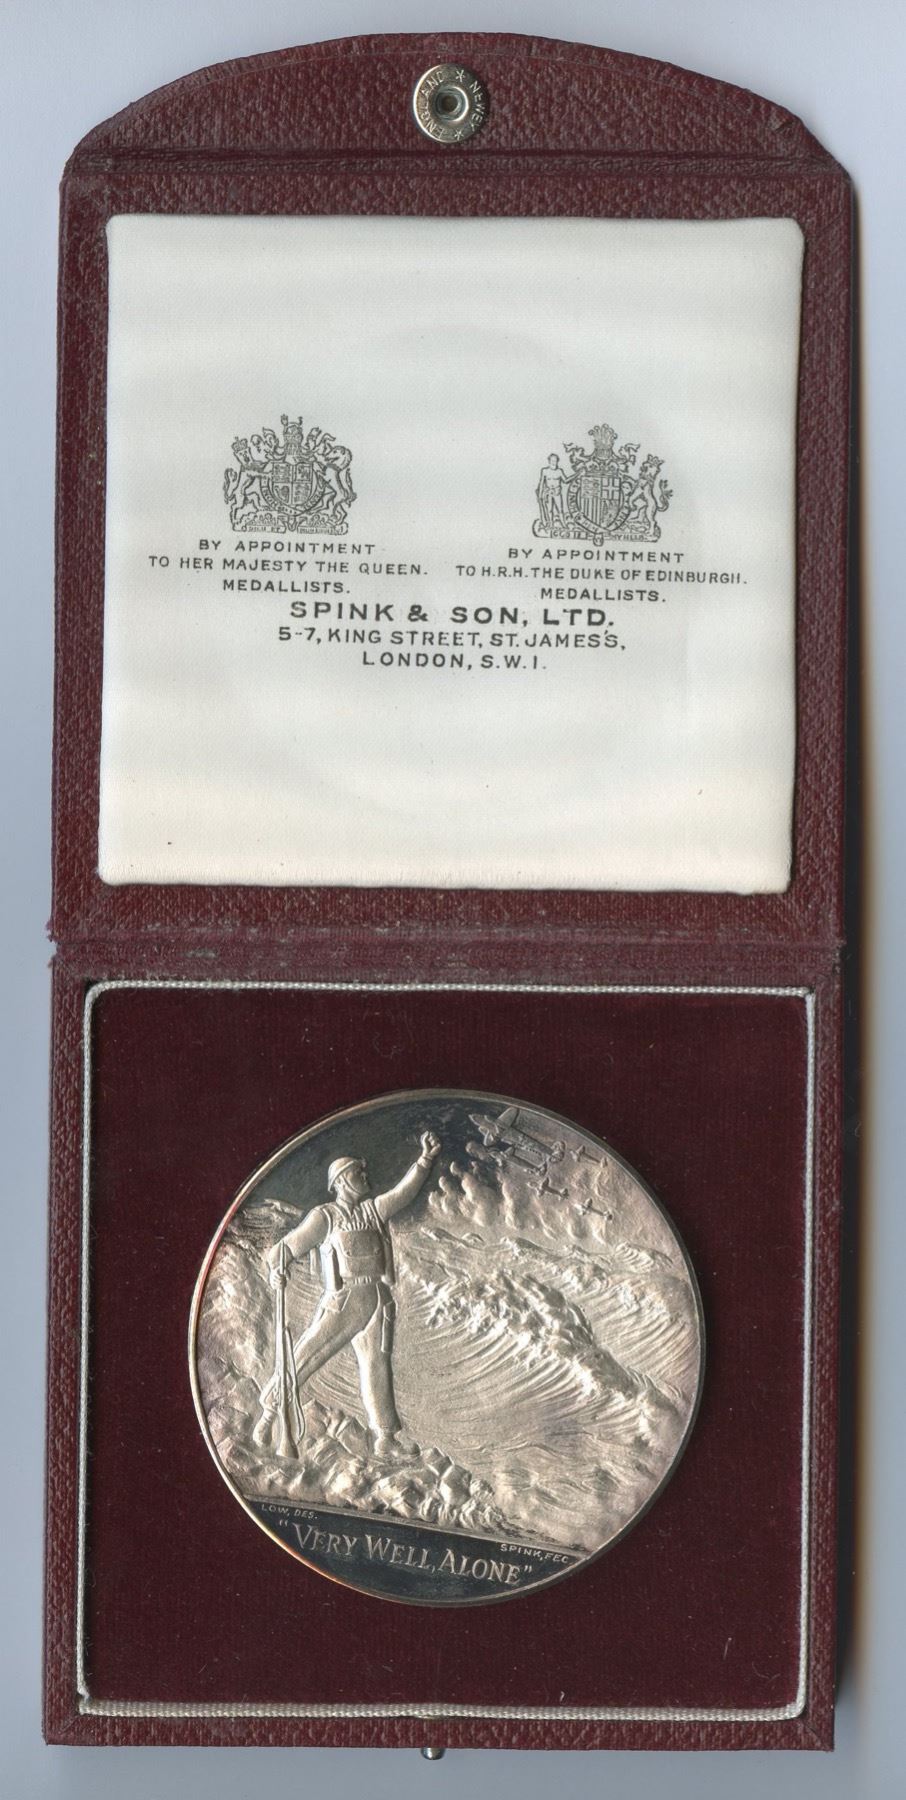 ENGLAND * NEWEY *
BY APPOINTMENT
TO HER MAJESTY THE QUEEN.
MEDALLISTS.
BY APPOINTMENT
TO H.R.H. THE DUKE OF EDINBURGH.
MEDALLISTS.
SPINK & SON, LTD.
5-7, KING STREET, ST. JAMES'S,
LONDON, S.W.1.
LOW, DES.
SPINK, FEC
"VERY WELL, ALONE"